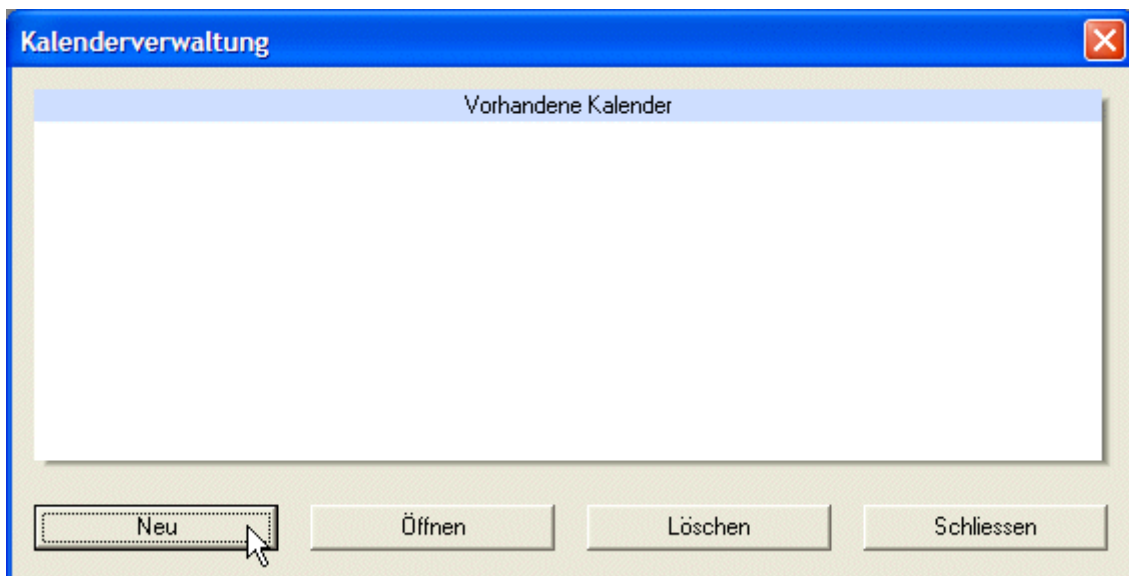 Kalenderverwaltung
Vorhandene Kalender
Neu Öffnen Löschen Schliessen